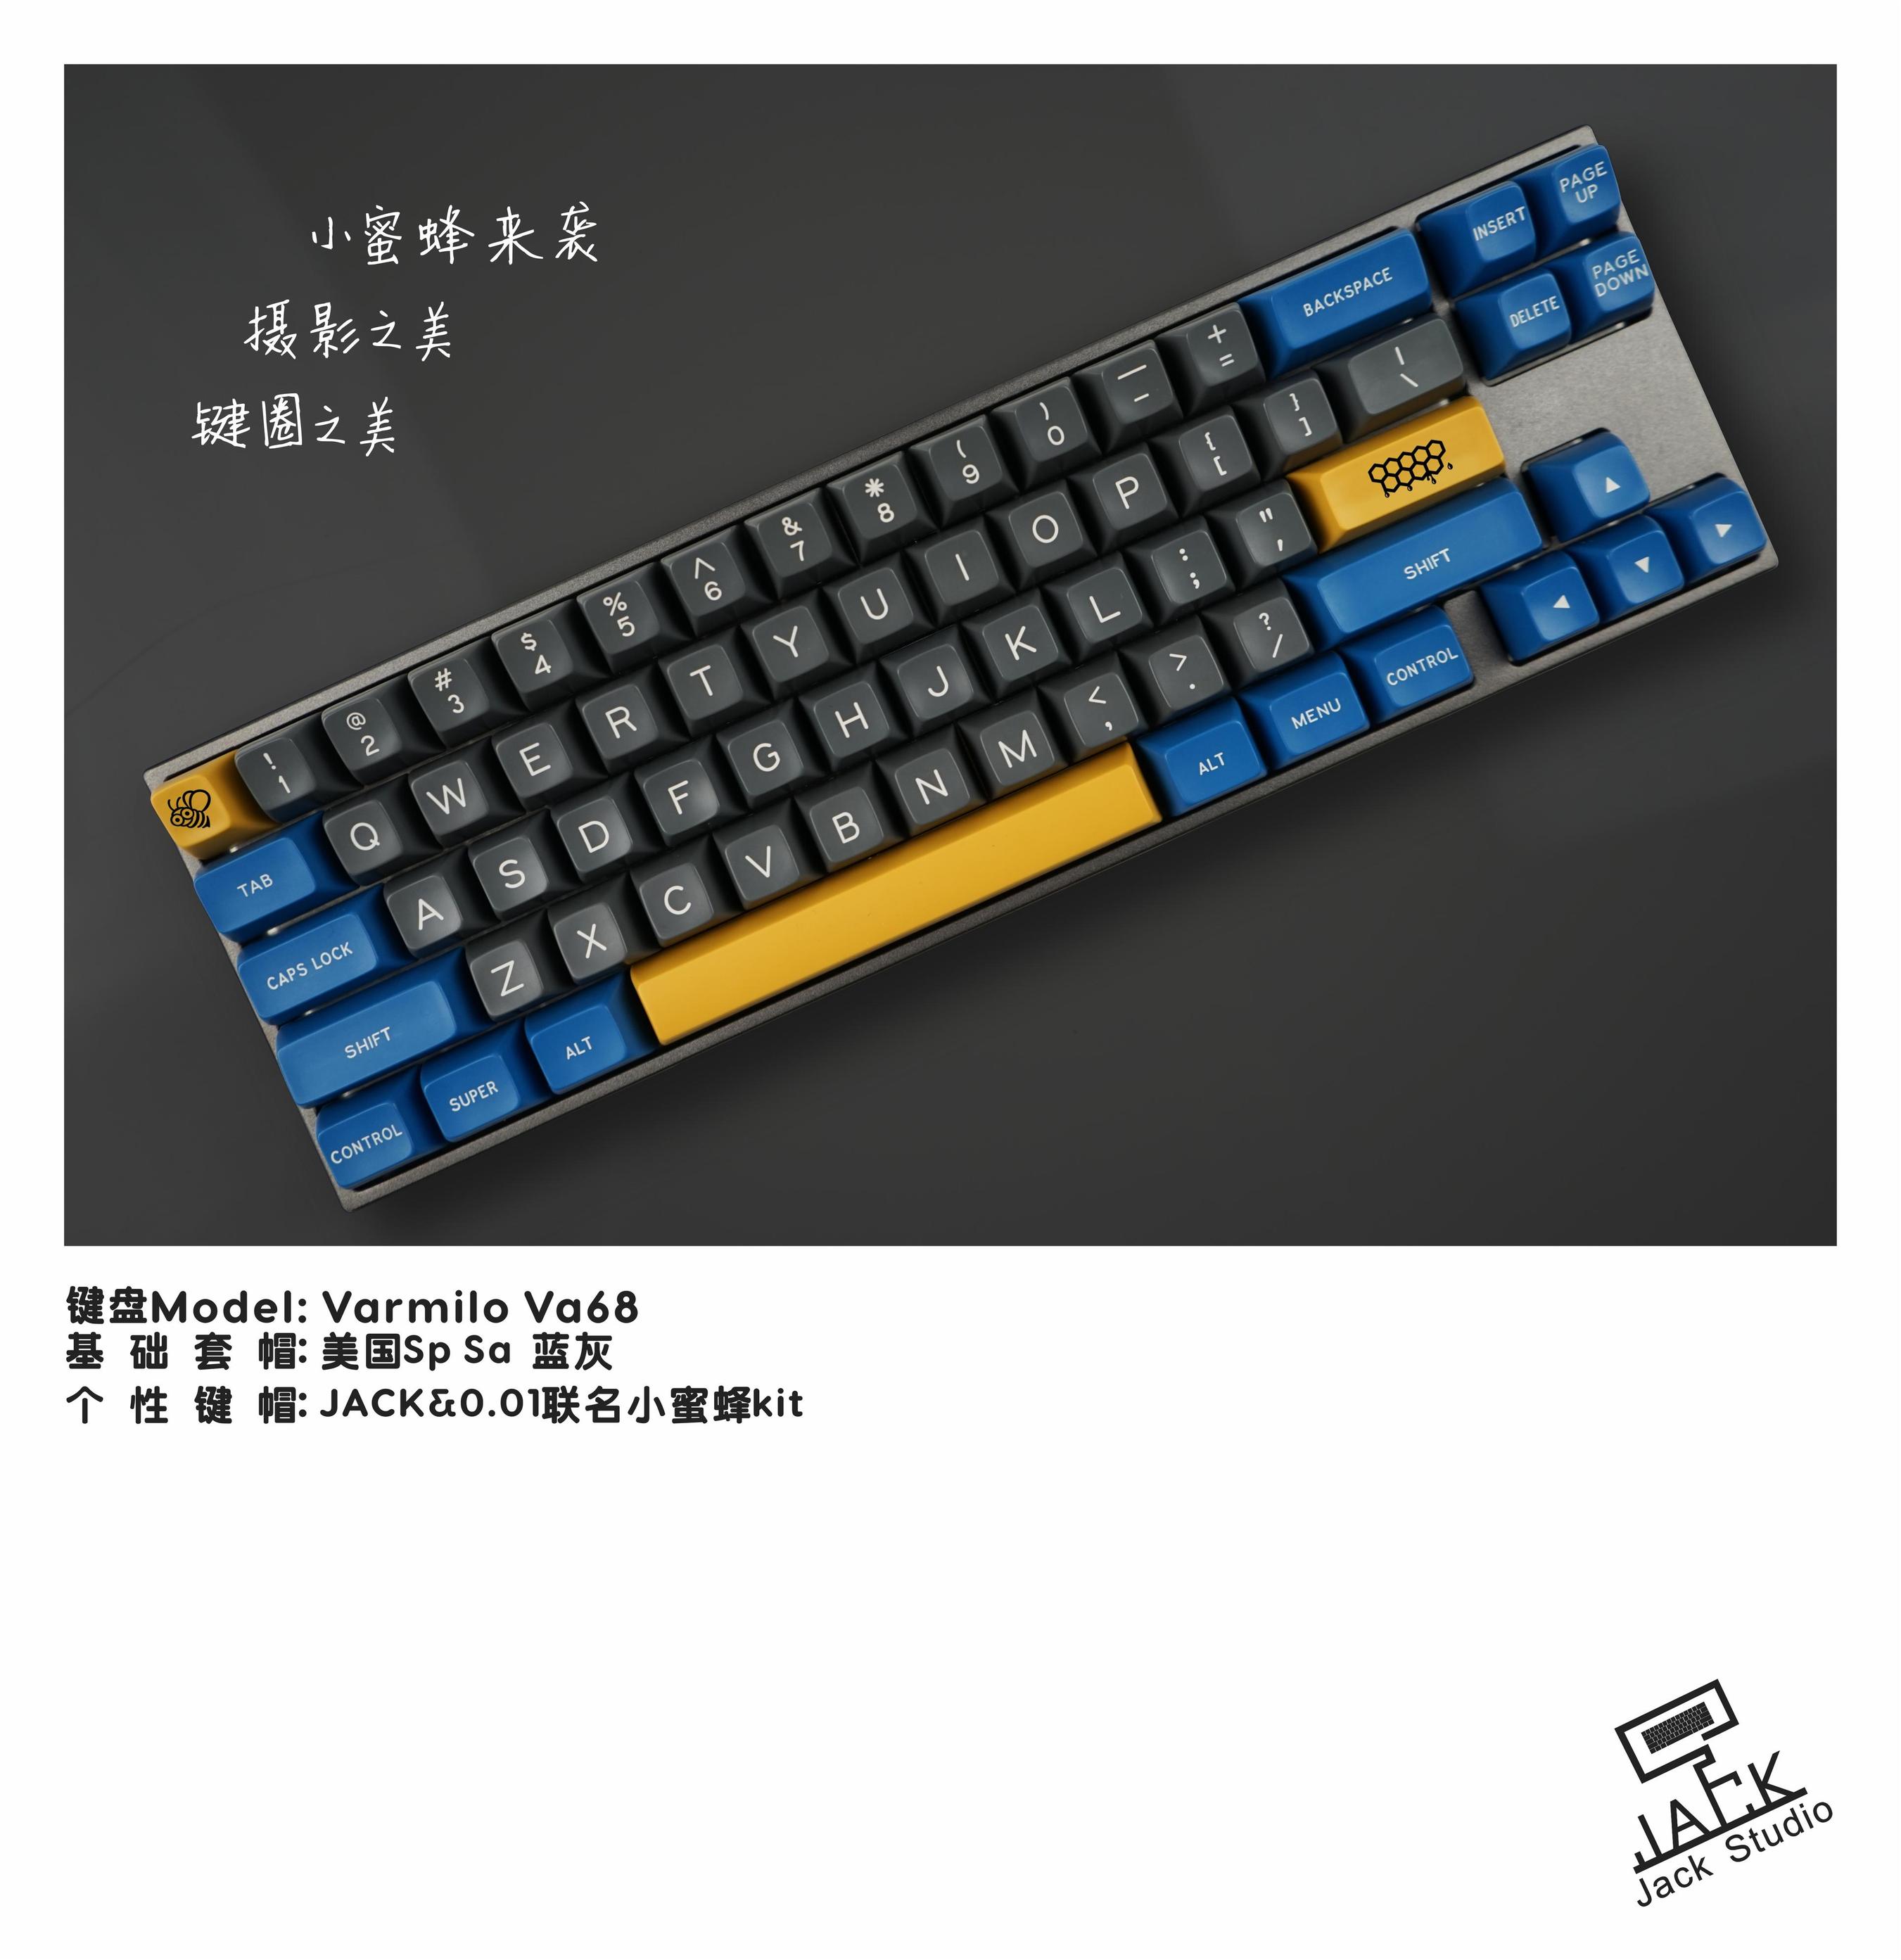 小蜜蜂来袭
摄影之美
键圈之美
PAGE UP
INSERT
PAGE DOWN
DELETE
BACKSPACE
! 1 @ 2 # 3 $ 4 % 5 ^ 6 & 7 * 8 ( 9 ) 0 — - + =
TAB Q W E R T Y U I O P { [ } ] | \
CAPS LOCK A S D F G H J K L : ; " '
SHIFT Z X C V B N M < , > . ? / SHIFT
CONTROL SUPER ALT ALT MENU CONTROL
键盘Model: Varmilo Va68
基础套帽: 美国Sp Sa 蓝灰
个性键帽: JACK&0.01联名小蜜蜂kit
JACK
Jack Studio